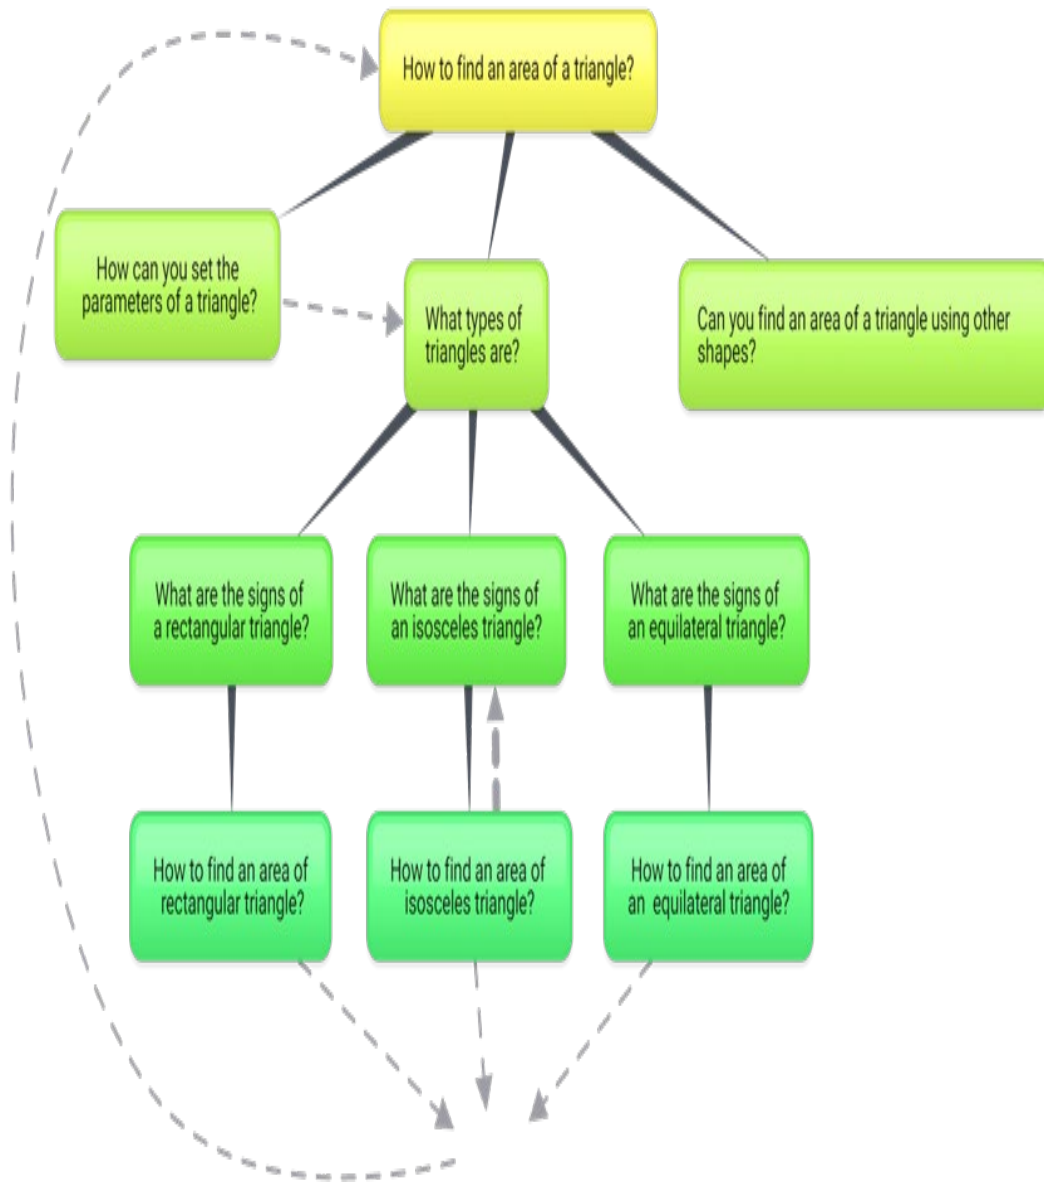 How to find an area of a triangle?
How can you set the
parameters of a triangle?
What types of
triangles are?
Can you find an area of a triangle using other
shapes?
What are the signs of
a rectangular triangle?
What are the signs of
an isosceles triangle?
What are the signs of
an equilateral triangle?
How to find an area of
rectangular triangle?
How to find an area of
isosceles triangle?
How to find an area of
an equilateral triangle?